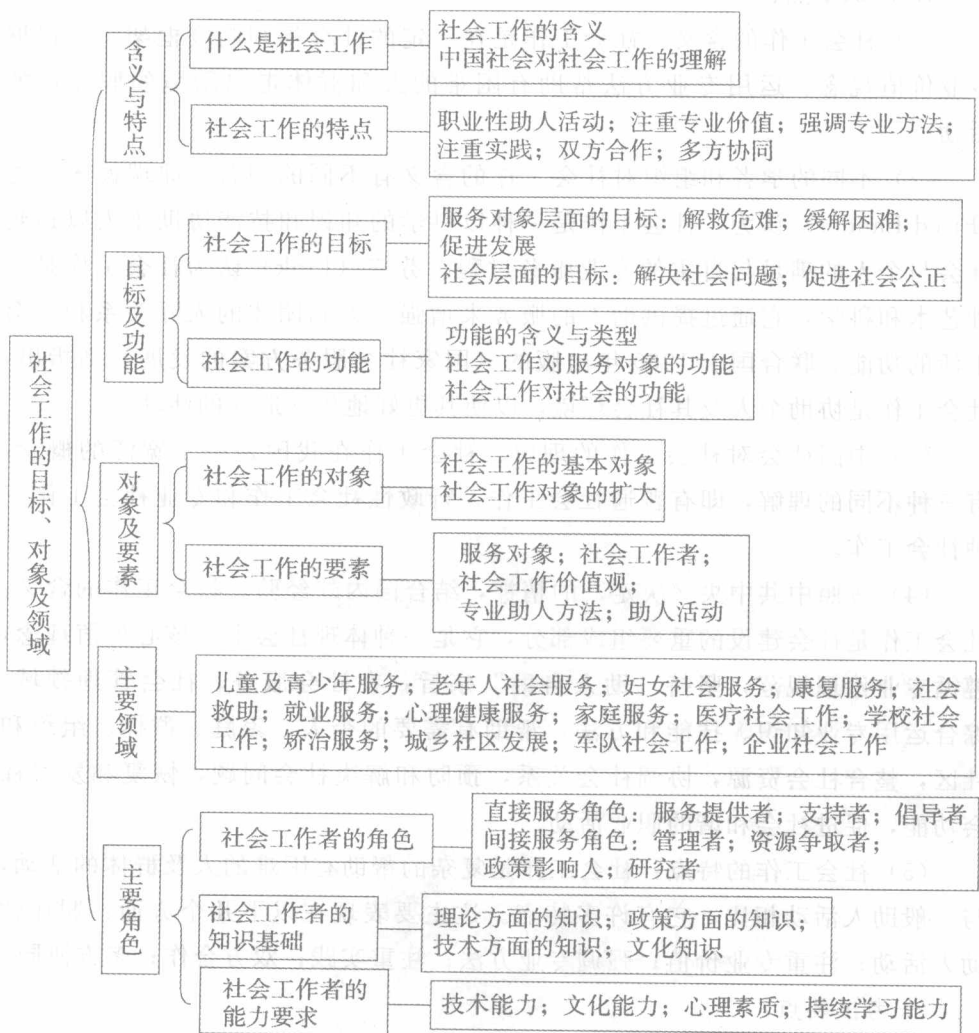 社会工作的目标、对象及领域
含义与特点
什么是社会工作
社会工作的含义
中国社会对社会工作的理解
社会工作的特点
职业性助人活动；注重专业价值；强调专业方法；
注重实践；双方合作；多方协同
目标及功能
社会工作的目标
服务对象层面的目标：解救危难；缓解困难；
促进发展
社会层面的目标：解决社会问题；促进社会公正
社会工作的功能
功能的含义与类型
社会工作对服务对象的功能
社会工作对社会的功能
对象及要素
社会工作的对象
社会工作的基本对象
社会工作对象的扩大
社会工作的要素
服务对象；社会工作者；
社会工作价值观；
专业助人方法；助人活动
主要领域
儿童及青少年服务；老年人社会服务；妇女社会服务；康复服务；社会
救助；就业服务；心理健康服务；家庭服务；医疗社会工作；学校社会
工作；矫治服务；城乡社区发展；军队社会工作；企业社会工作
主要角色
社会工作者的角色
直接服务角色：服务提供者；支持者；倡导者
间接服务角色：管理者；资源争取者；
政策影响人；研究者
社会工作者的
知识基础
理论方面的知识；政策方面的知识；
技术方面的知识；文化知识
社会工作者的
能力要求
技术能力；文化能力；心理素质；持续学习能力